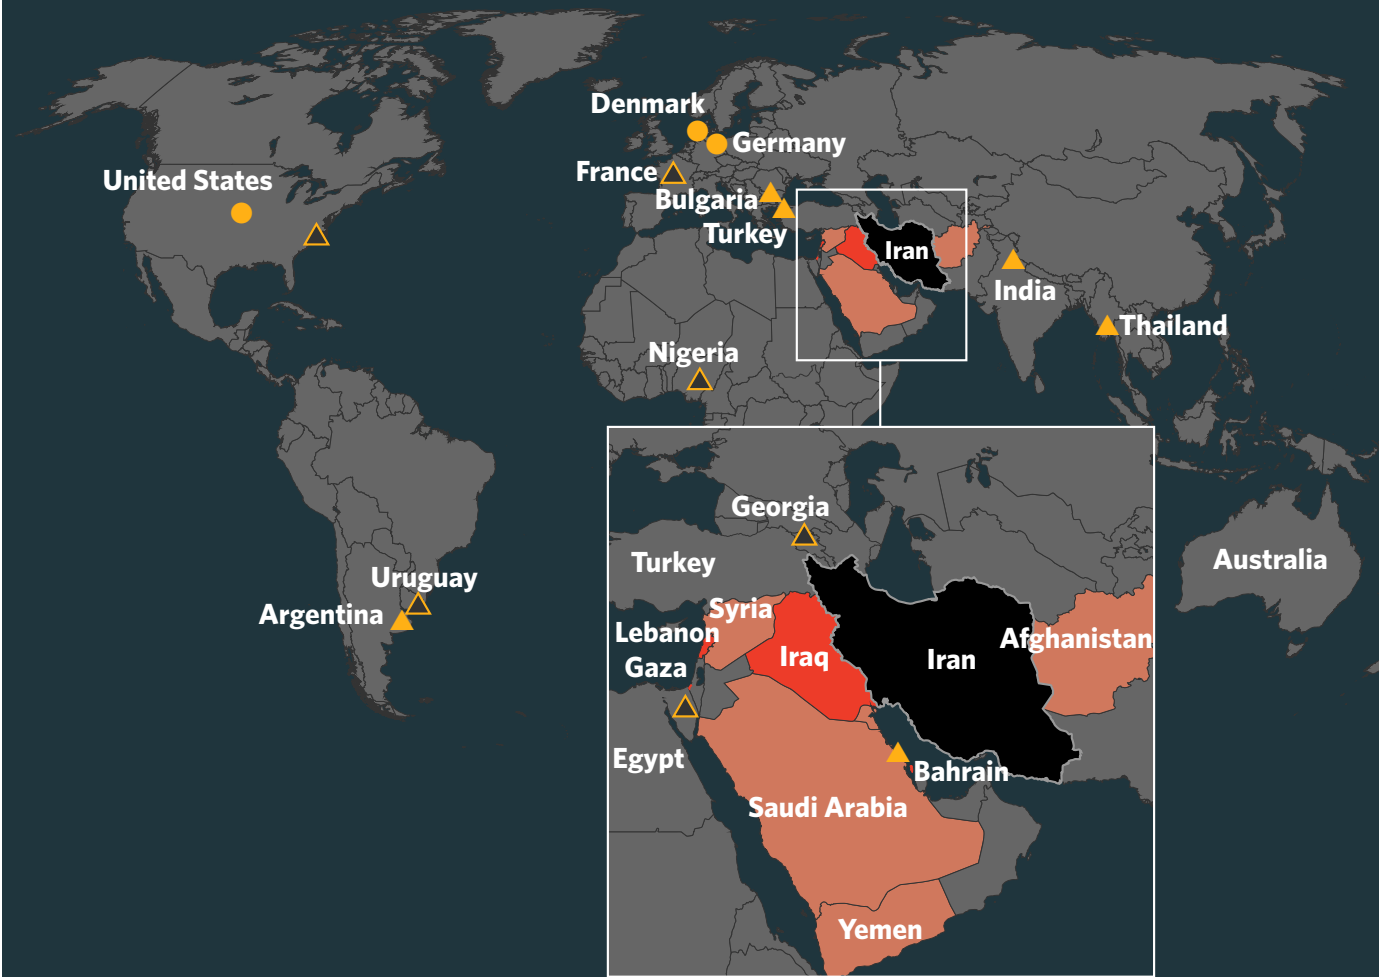 Denmark
Germany
France
United States
Bulgaria
Turkey
Iran
India
Thailand
Nigeria
Georgia
Turkey
Australia
Uruguay
Argentina
Syria
Lebanon
Afghanistan
Iraq
Iran
Gaza
Egypt
Bahrain
Saudi Arabia
Yemen